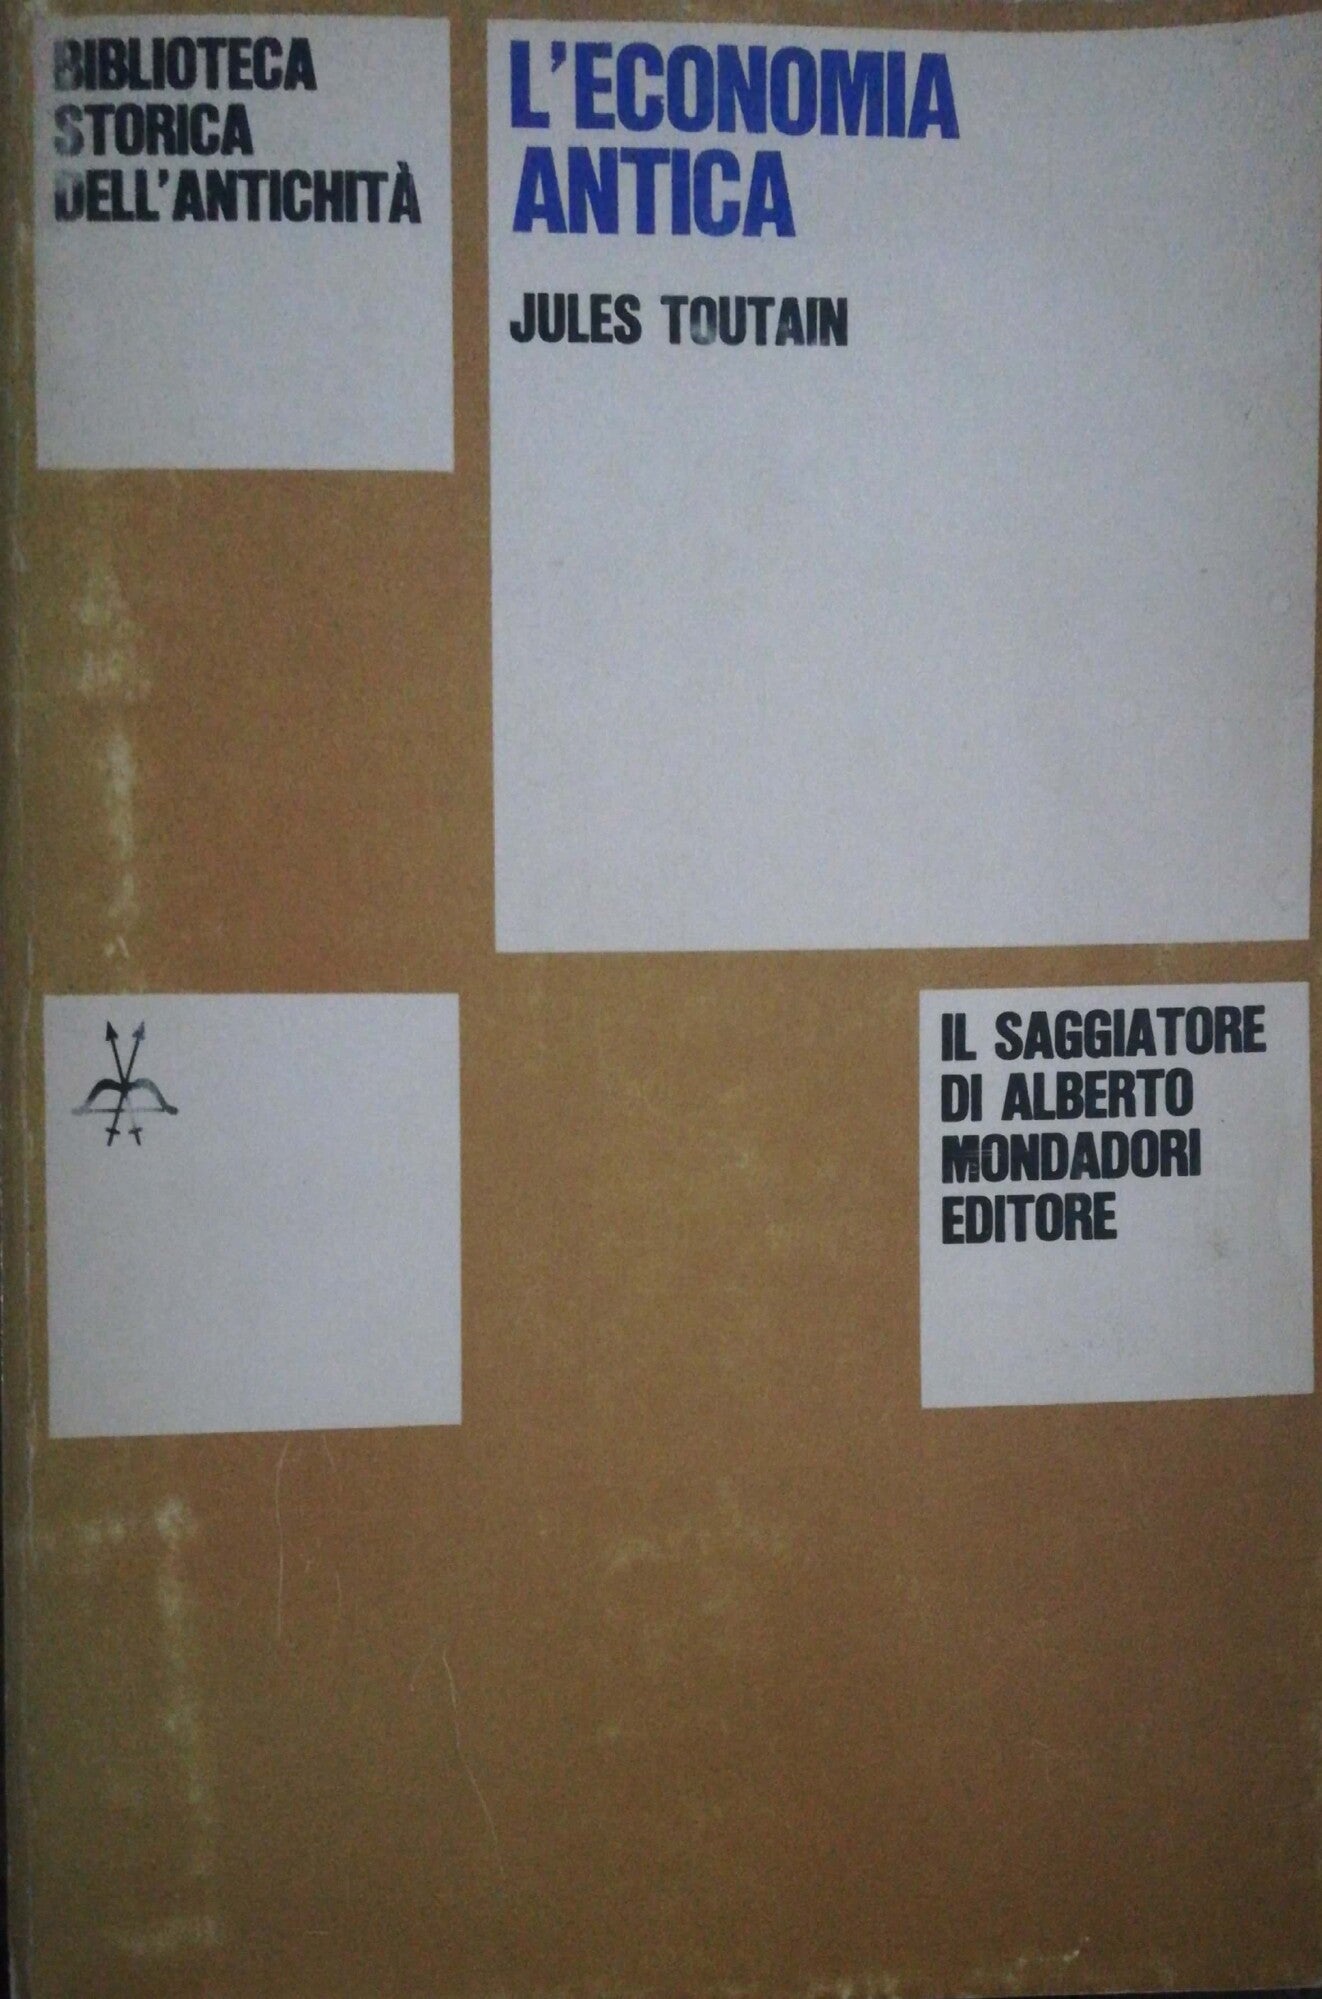 BIBLIOTECA
STORICA
DELL'ANTICHITÀ
L'ECONOMIA
ANTICA
JULES TOUTAIN
IL SAGGIATORE
DI ALBERTO
MONDADORI
EDITORE